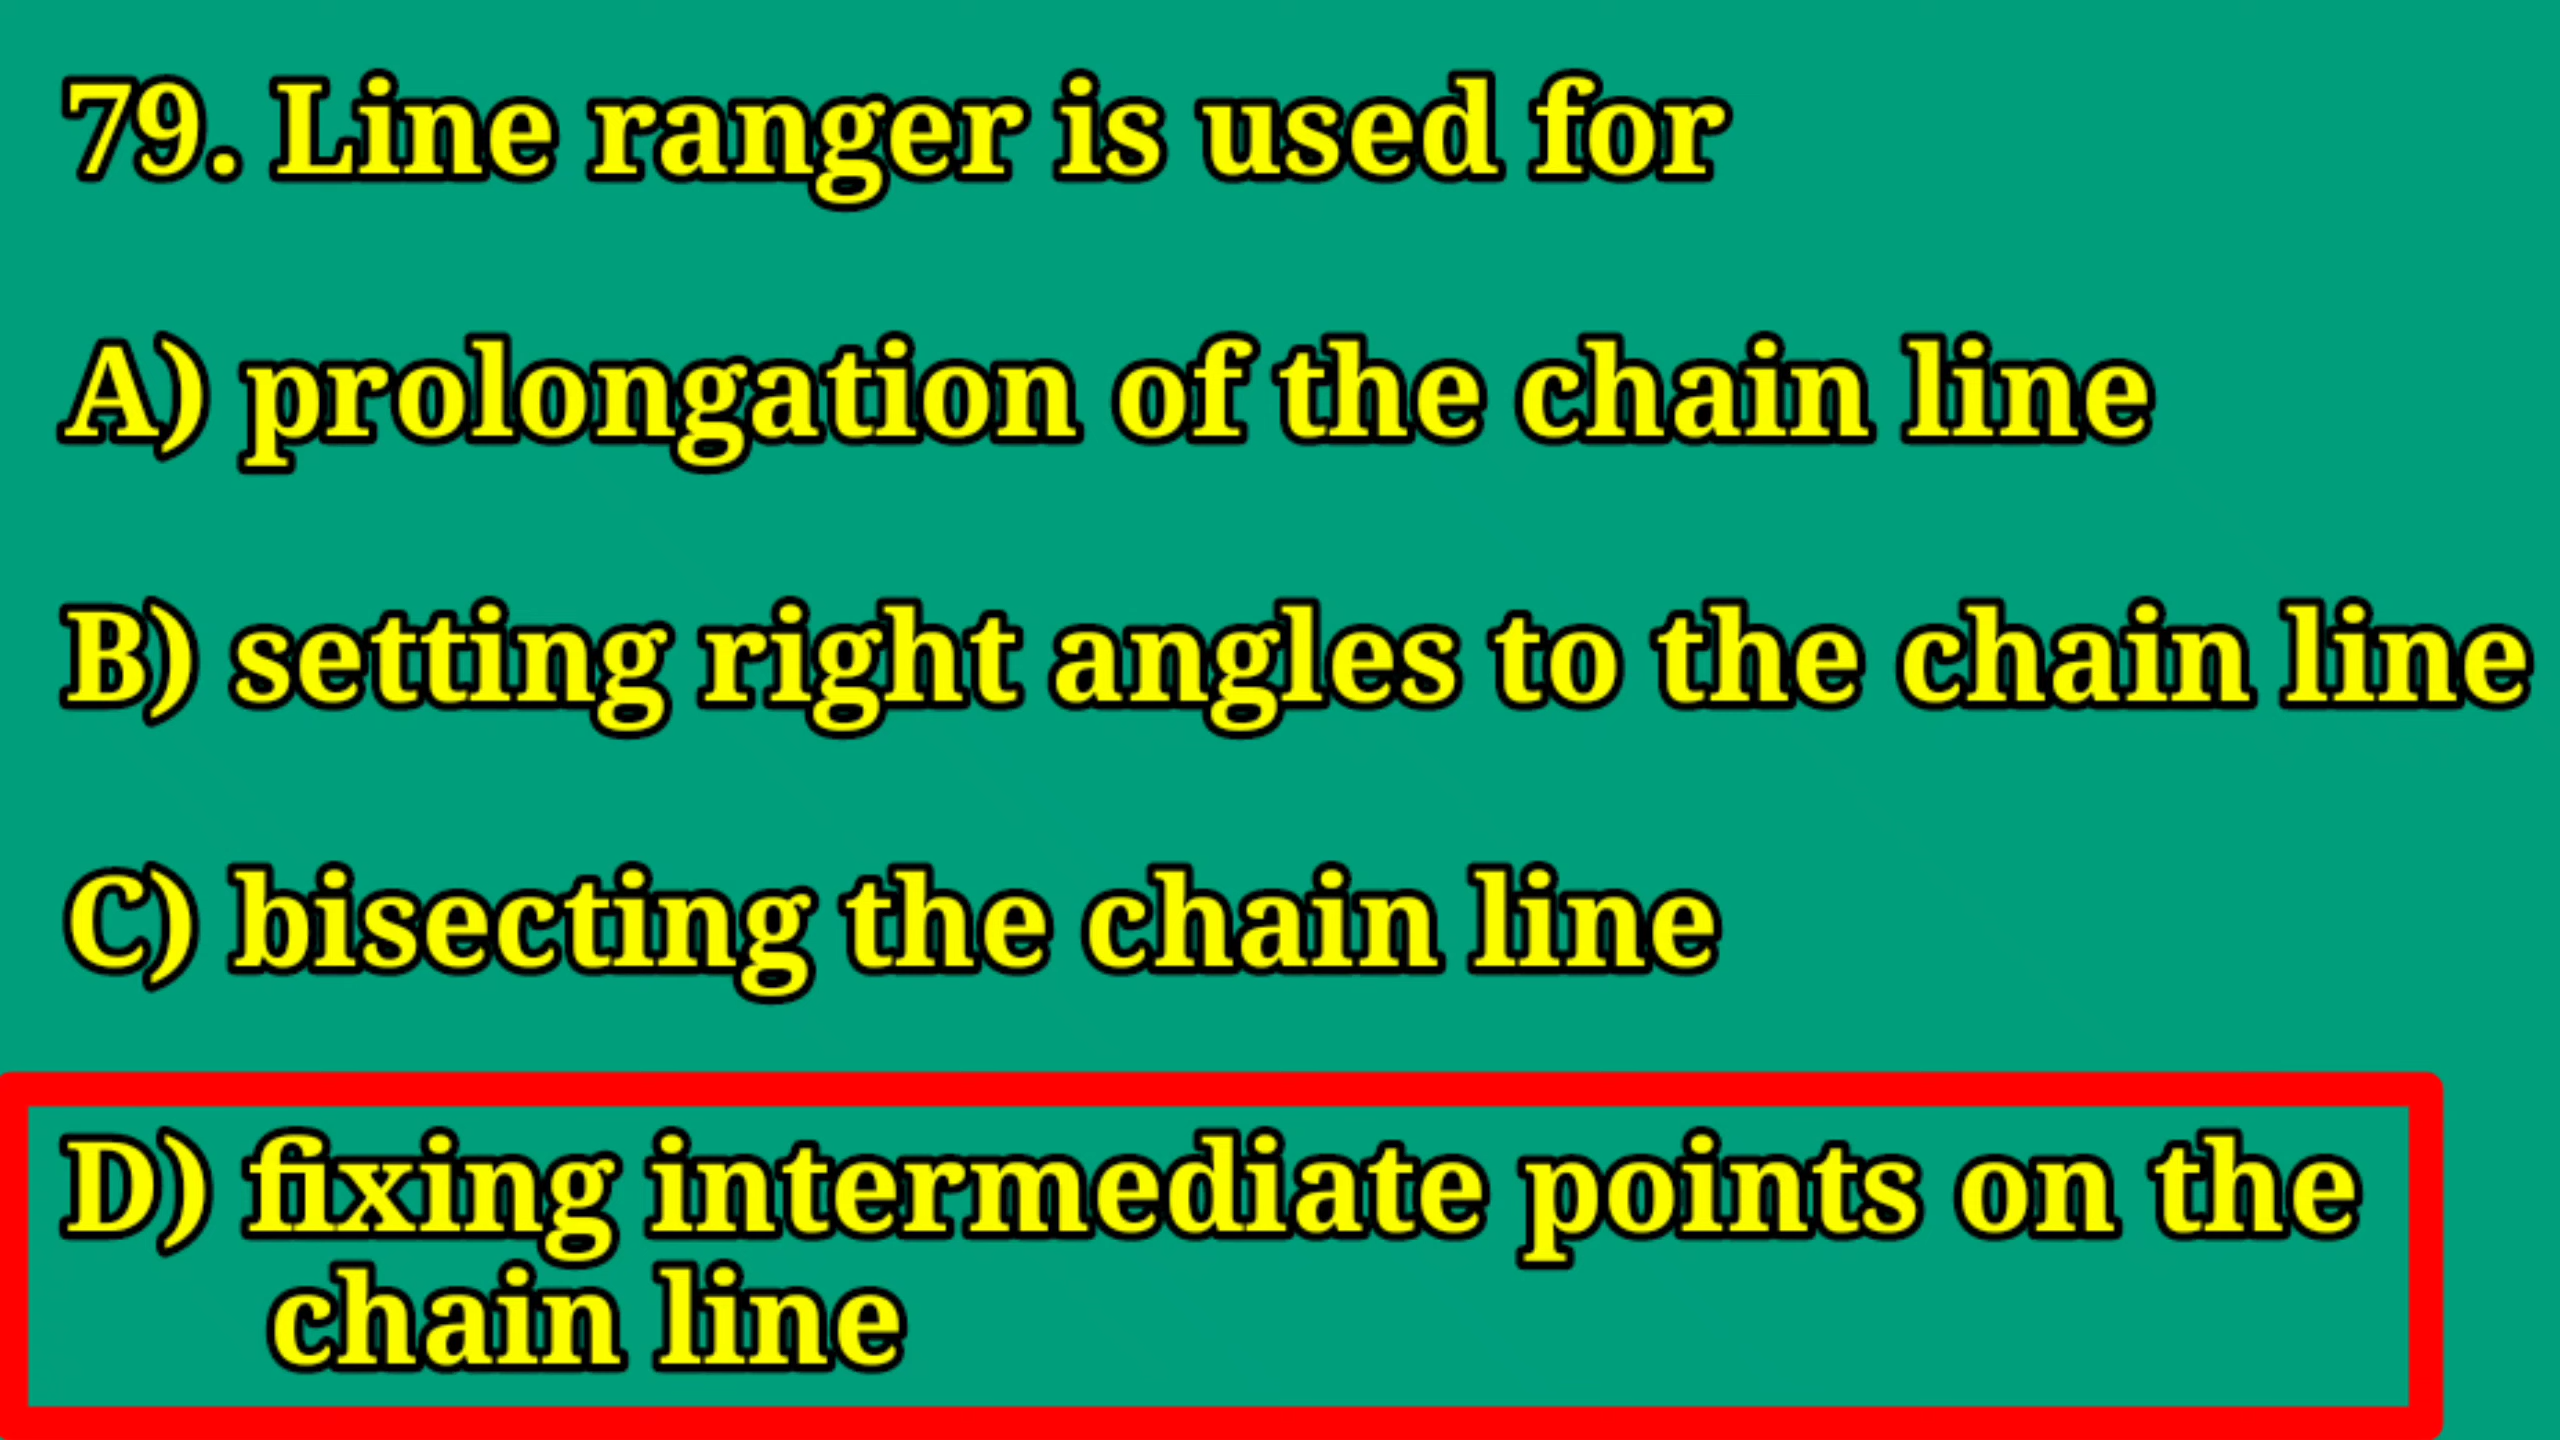 79. Line ranger is used for
A) prolongation of the chain line
B) setting right angles to the chain line
C) bisecting the chain line
D) fixing intermediate points on the
chain line